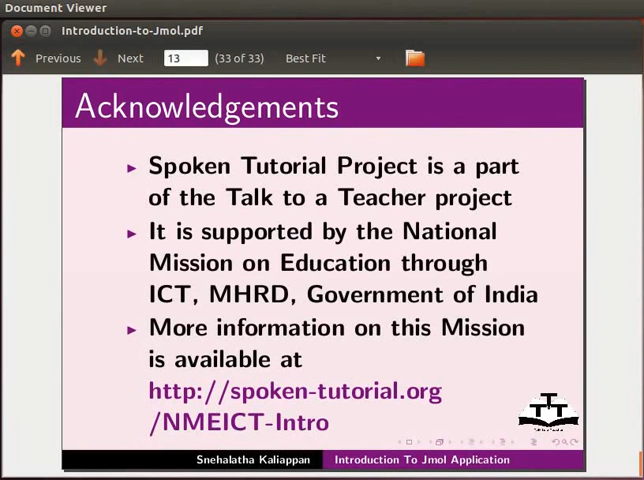 Document Viewer
Introduction-to-Jmol.pdf
Previous Next 13 (33 of 33) Best Fit
Acknowledgements
Spoken Tutorial Project is a part
of the Talk to a Teacher project
It is supported by the National
Mission on Education through
ICT, MHRD, Government of India
More information on this Mission
is available at
http://spoken-tutorial.org
/NMEICT-Intro
Snehalatha Kaliappan Introduction To Jmol Application